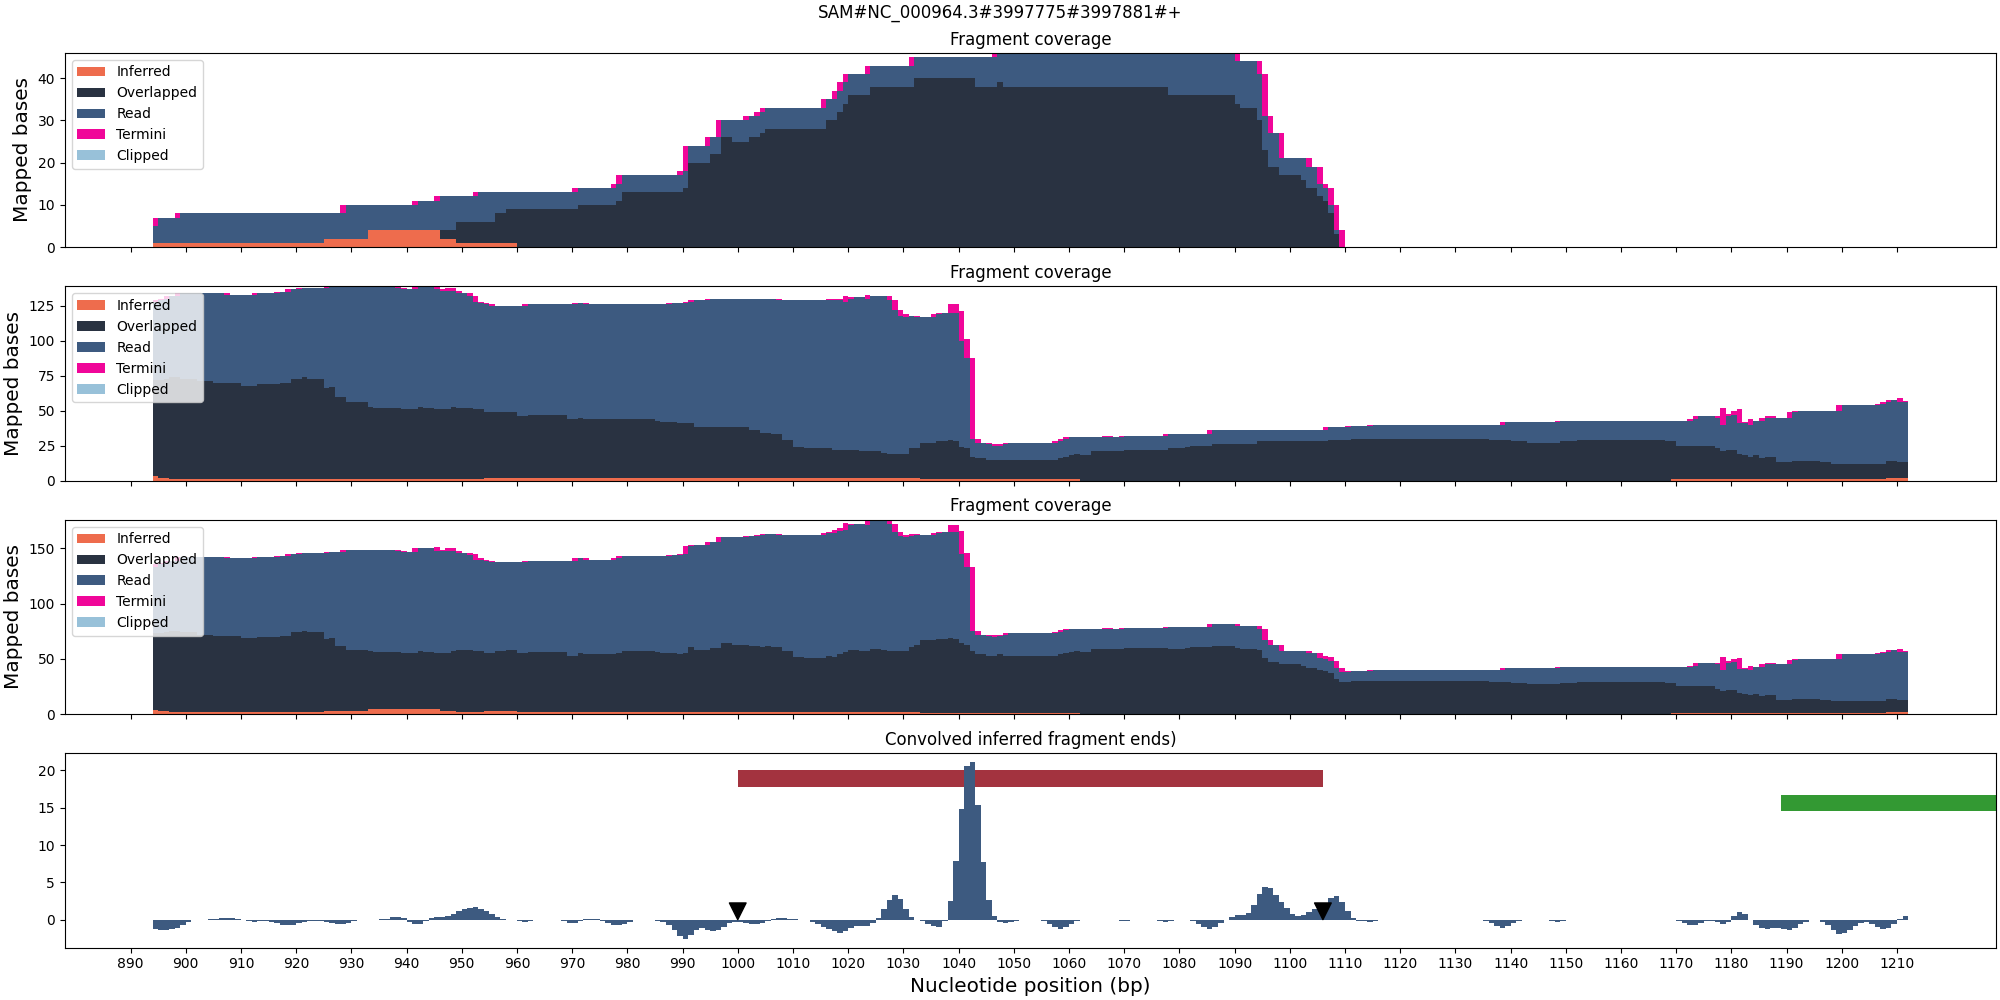 SAM#NC_000964.3#3997775#3997881#+
Fragment coverage
Mapped bases
40
30
20
10
0
Inferred
Overlapped
Read
Termini
Clipped
Fragment coverage
Mapped bases
125
100
75
50
25
0
Inferred
Overlapped
Read
Termini
Clipped
Fragment coverage
Mapped bases
150
100
50
0
Inferred
Overlapped
Read
Termini
Clipped
Convolved inferred fragment ends)
20
15
10
5
0
890 900 910 920 930 940 950 960 970 980 990 1000 1010 1020 1030 1040 1050 1060 1070 1080 1090 1100 1110 1120 1130 1140 1150 1160 1170 1180 1190 1200 1210
Nucleotide position (bp)